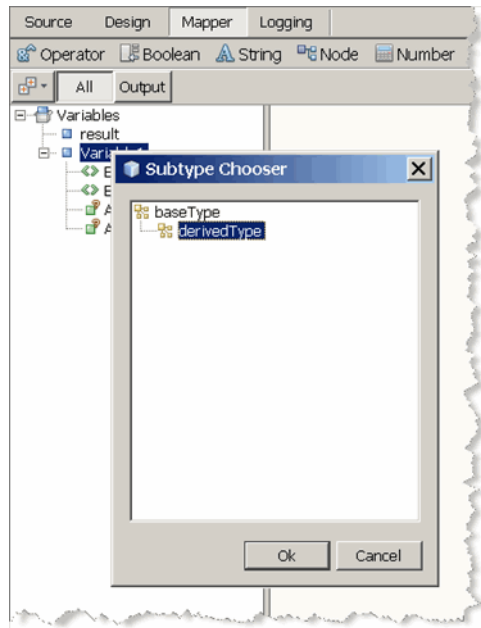 Source Design Mapper Logging
Operator Boolean String Node Number
All Output
Variables
result
Subtype Chooser
baseType
derivedType
Ok Cancel